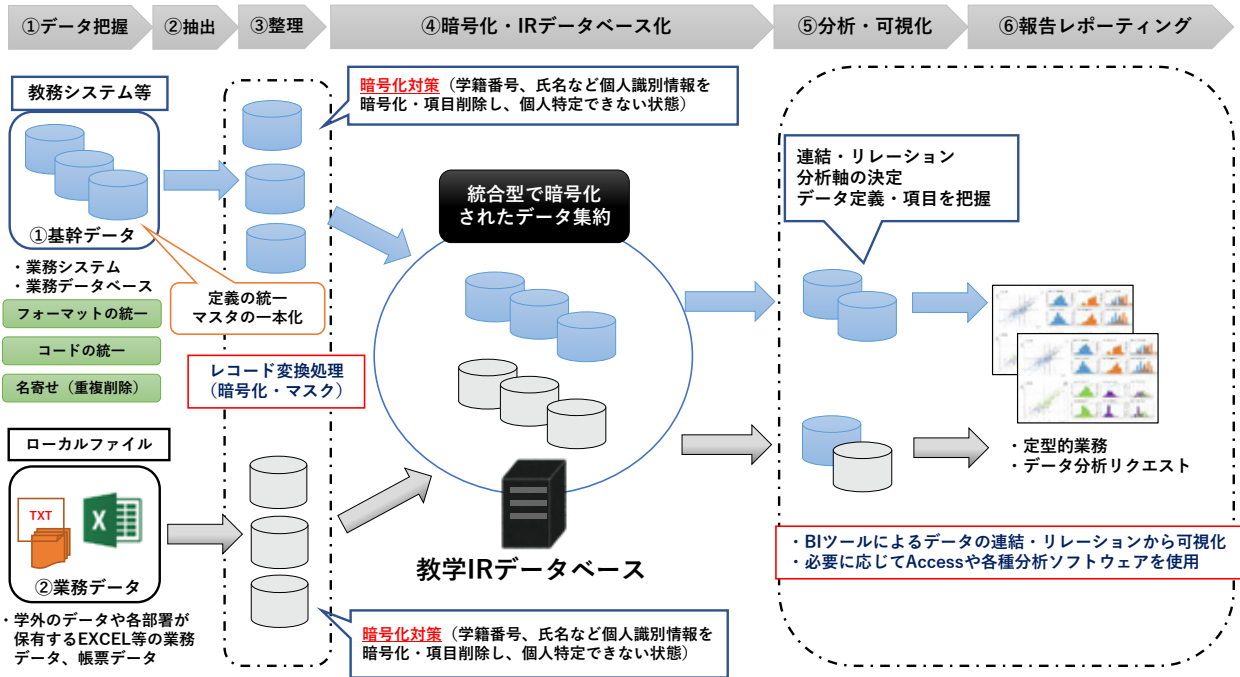 ①データ把握
②抽出
③整理
④暗号化・IRデータベース化
⑤分析・可視化
⑥報告レポーティング
教務システム等
①基幹データ
・業務システム
・業務データベース
フォーマットの統一
コードの統一
名寄せ（重複削除）
定義の統一
マスタの一本化
暗号化対策（学籍番号、氏名など個人識別情報を
暗号化・項目削除し、個人特定できない状態）
レコード変換処理
（暗号化・マスク）
統合型で暗号化
されたデータ集約
教学IRデータベース
連結・リレーション
分析軸の決定
データ定義・項目を把握
・定型的業務
・データ分析リクエスト
・BIツールによるデータの連結・リレーションから可視化
・必要に応じてAccessや各種分析ソフトウェアを使用
ローカルファイル
TXT
X
②業務データ
・学外のデータや各部署が
保有するEXCEL等の業務
データ、帳票データ
暗号化対策（学籍番号、氏名など個人識別情報を
暗号化・項目削除し、個人特定できない状態）